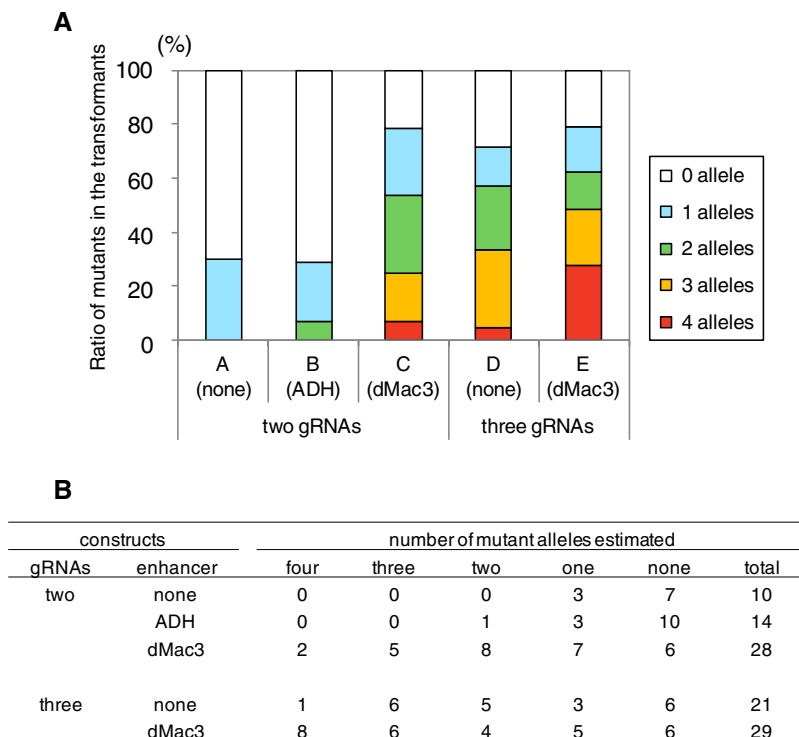 A
(%)
Ratio of mutants in the transformants
100
80
60
40
20
0
A B C D E
(none) (ADH) (dMac3) (none) (dMac3)
two gRNAs three gRNAs
0 allele
1 alleles
2 alleles
3 alleles
4 alleles
B
constructs number of mutant alleles estimated
gRNAs enhancer four three two one none total
two none 0 0 0 3 7 10
ADH 0 0 1 3 10 14
dMac3 2 5 8 7 6 28
three none 1 6 5 3 6 21
dMac3 8 6 4 5 6 29